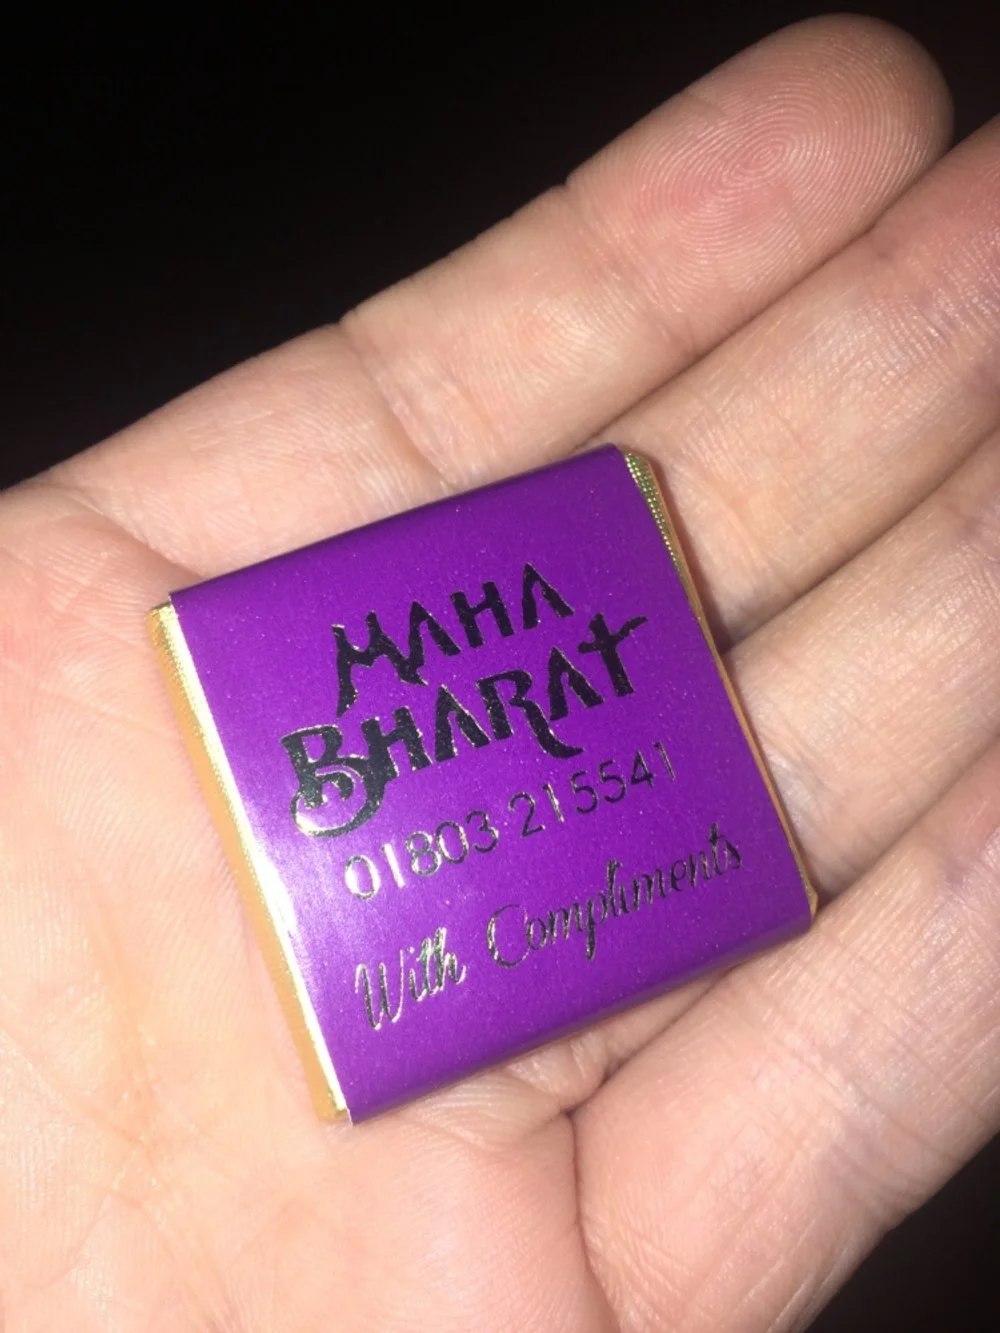 MAHA
BHARAT
01803 215541
With Compliments